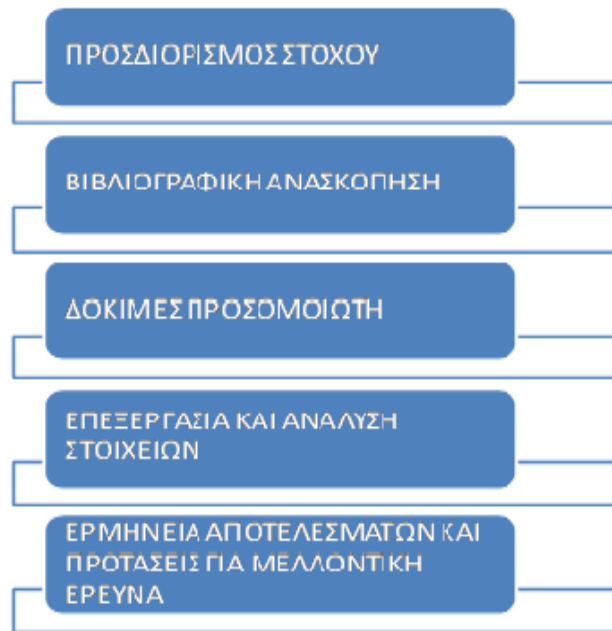 ΠΡΟΣΔΙΟΡΙΣΜΟΣ ΣΤΟΧΟΥ
ΒΙΒΛΙΟΓΡΑΦΙΚΗ ΑΝΑΣΚΟΠΗΣΗ
ΔΟΚΙΜΕΣ ΠΡΟΣΟΜΟΙΩΤΗ
ΕΠΕΞΕΡΓΑΣΙΑ ΚΑΙ ΑΝΑΛΥΣΗ
ΣΤΟΙΧΕΙΩΝ
ΕΡΜΗΝΕΙΑ ΑΠΟΤΕΛΕΣΜΑΤΩΝ ΚΑΙ
ΠΡΟΤΑΣΕΙΣ ΓΙΑ ΜΕΛΛΟΝΤΙΚΗ
ΕΡΕΥΝΑ